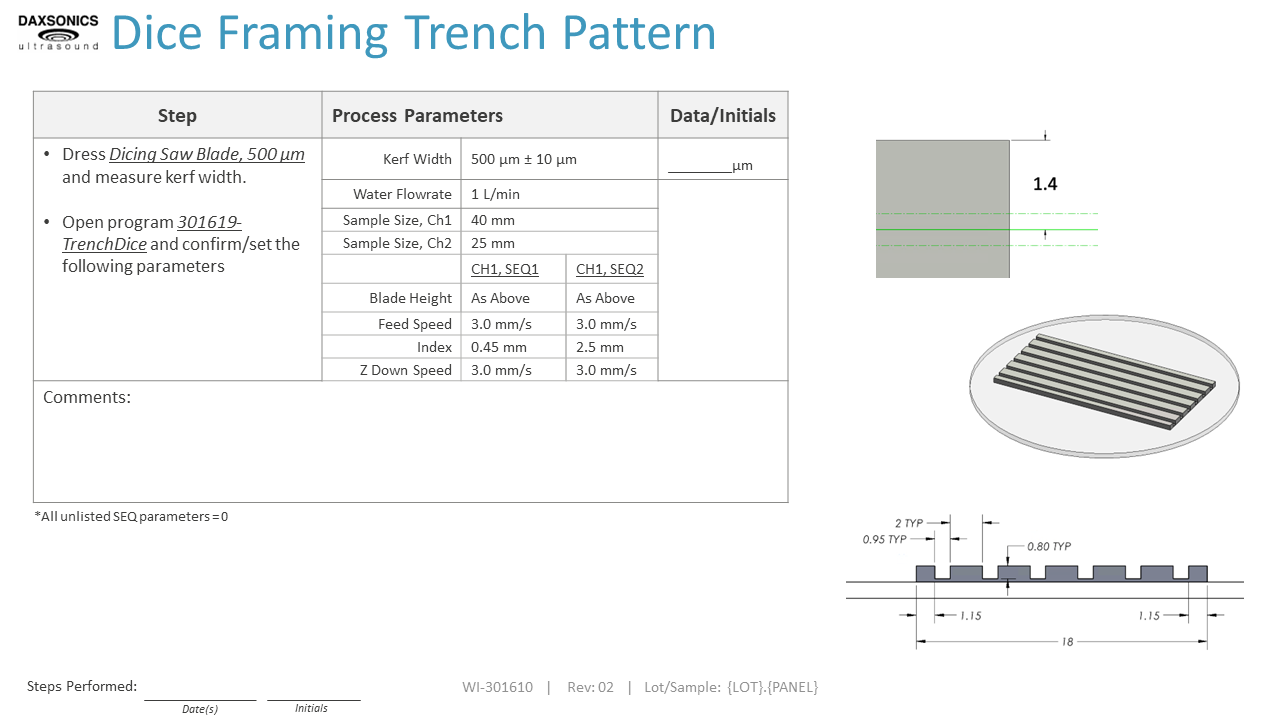 DAXSONICS
ultrasound
Dice Framing Trench Pattern
Step Process Parameters Data/Initials
• Dress Dicing Saw Blade, 500 µm
and measure kerf width.
• Open program 301619-
TrenchDice and confirm/set the
following parameters
Kerf Width 500 µm ± 10 µm ________µm
Water Flowrate 1 L/min
Sample Size, Ch1 40 mm
Sample Size, Ch2 25 mm
CH1, SEQ1 CH1, SEQ2
Blade Height As Above As Above
Feed Speed 3.0 mm/s 3.0 mm/s
Index 0.45 mm 2.5 mm
Z Down Speed 3.0 mm/s 3.0 mm/s
Comments:
*All unlisted SEQ parameters = 0
1.4
2 TYP
0.95 TYP
0.80 TYP
1.15 1.15
18
Steps Performed:
Date(s) Initials
WI-301610 | Rev: 02 | Lot/Sample: {LOT}.{PANEL}